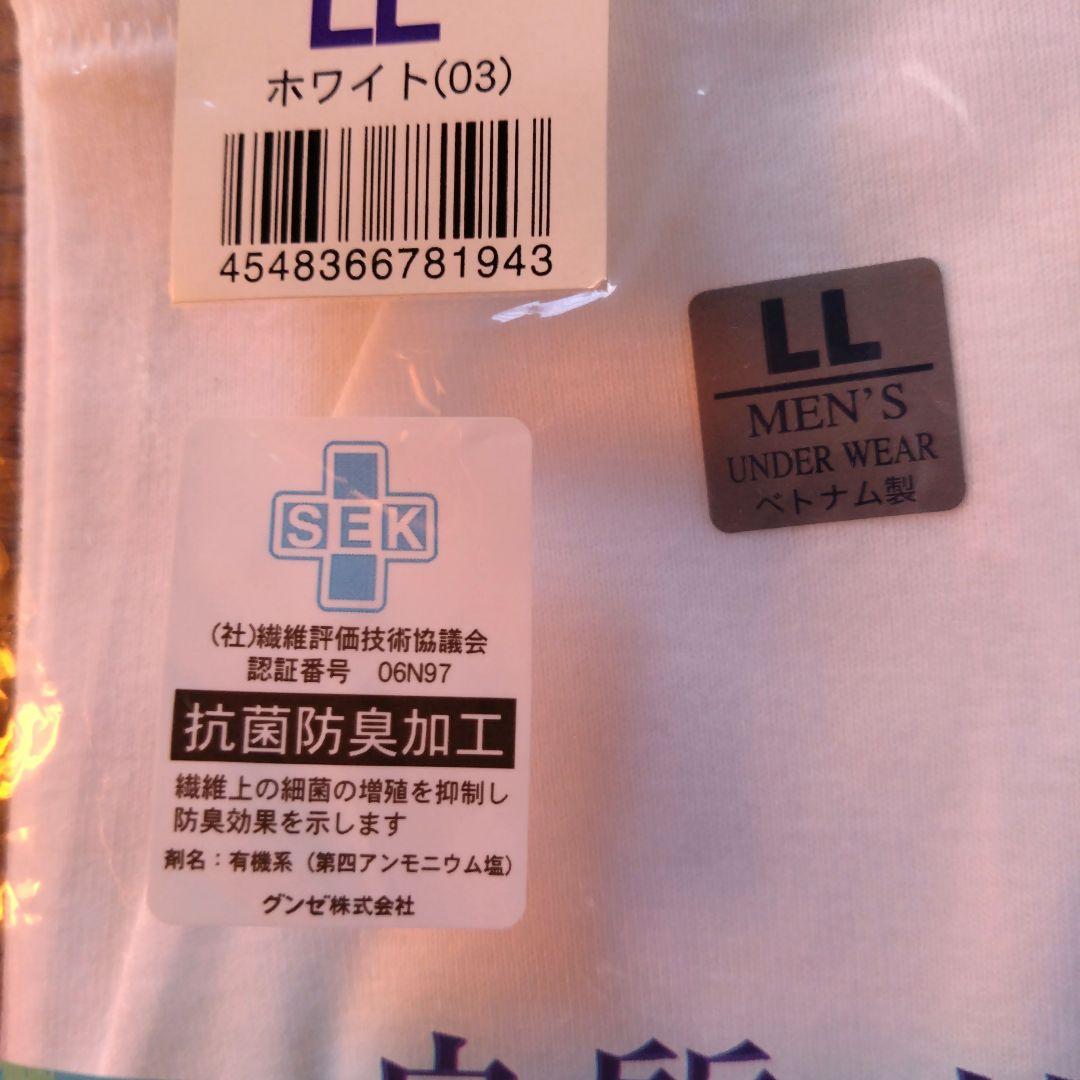 LL
ホワイト(03)
4548366781943
LL
MEN'S
UNDER WEAR
ベトナム製
SEK
(社)繊維評価技術協議会
認証番号 06N97
抗菌防臭加工
繊維上の細菌の増殖を抑制し
防臭効果を示します
剤名：有機系（第四アンモニウム塩）
グンゼ株式会社